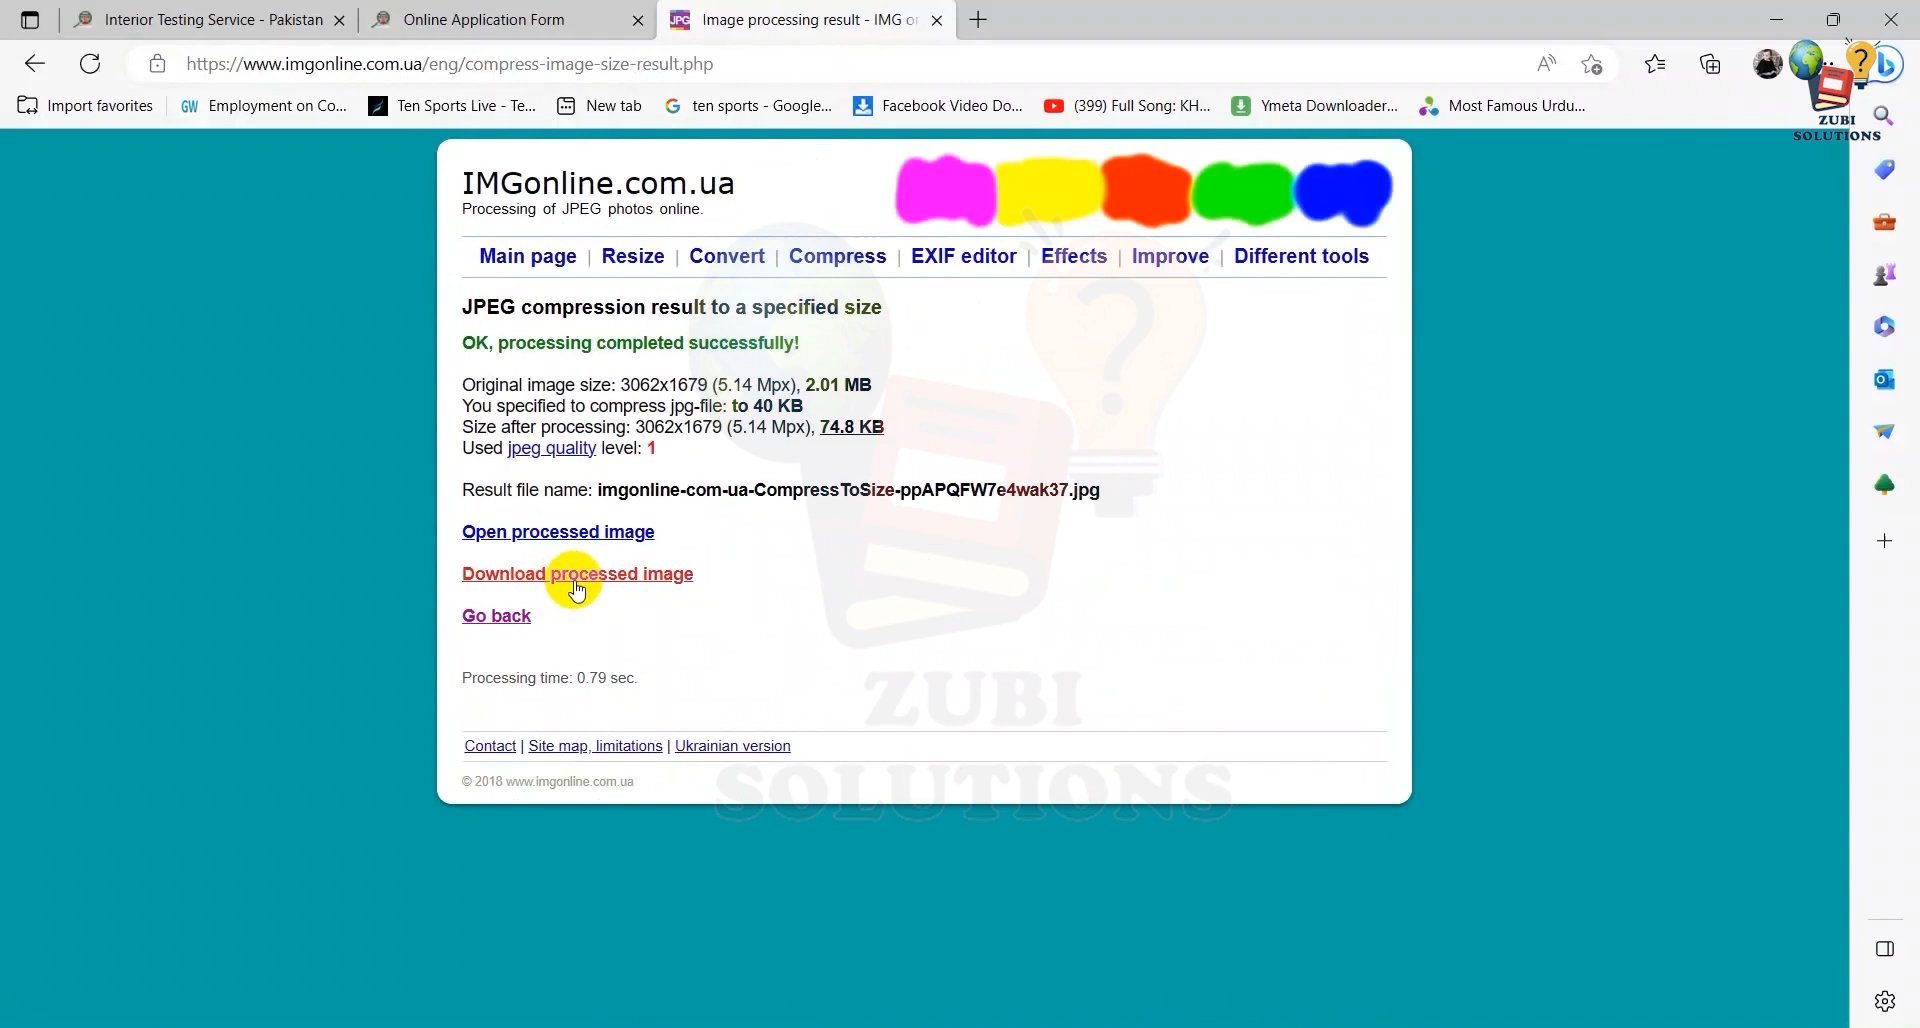 Interior Testing Service - Pakistan
Online Application Form
JPG
Image processing result - IMG or
https://www.imgonline.com.ua/eng/compress-image-size-result.php
Import favorites
GW Employment on Co...
Ten Sports Live - Te...
New tab
ten sports - Google...
Facebook Video Do...
(399) Full Song: KH...
Ymeta Downloader...
Most Famous Urdu...
ZUBI
SOLUTIONS
IMGonline.com.ua
Processing of JPEG photos online.
Main page | Resize | Convert | Compress | EXIF editor | Effects | Improve | Different tools
JPEG compression result to a specified size
OK, processing completed successfully!
Original image size: 3062x1679 (5.14 Mpx), 2.01 MB
You specified to compress jpg-file: to 40 KB
Size after processing: 3062x1679 (5.14 Mpx), 74.8 KB
Used jpeg quality level: 1
Result file name: imgonline-com-ua-CompressToSize-ppAPQFW7e4wak37.jpg
Open processed image
Download processed image
Go back
Processing time: 0.79 sec.
ZUBI
SOLUTIONS
Contact | Site map, limitations | Ukrainian version
© 2018 www.imgonline.com.ua